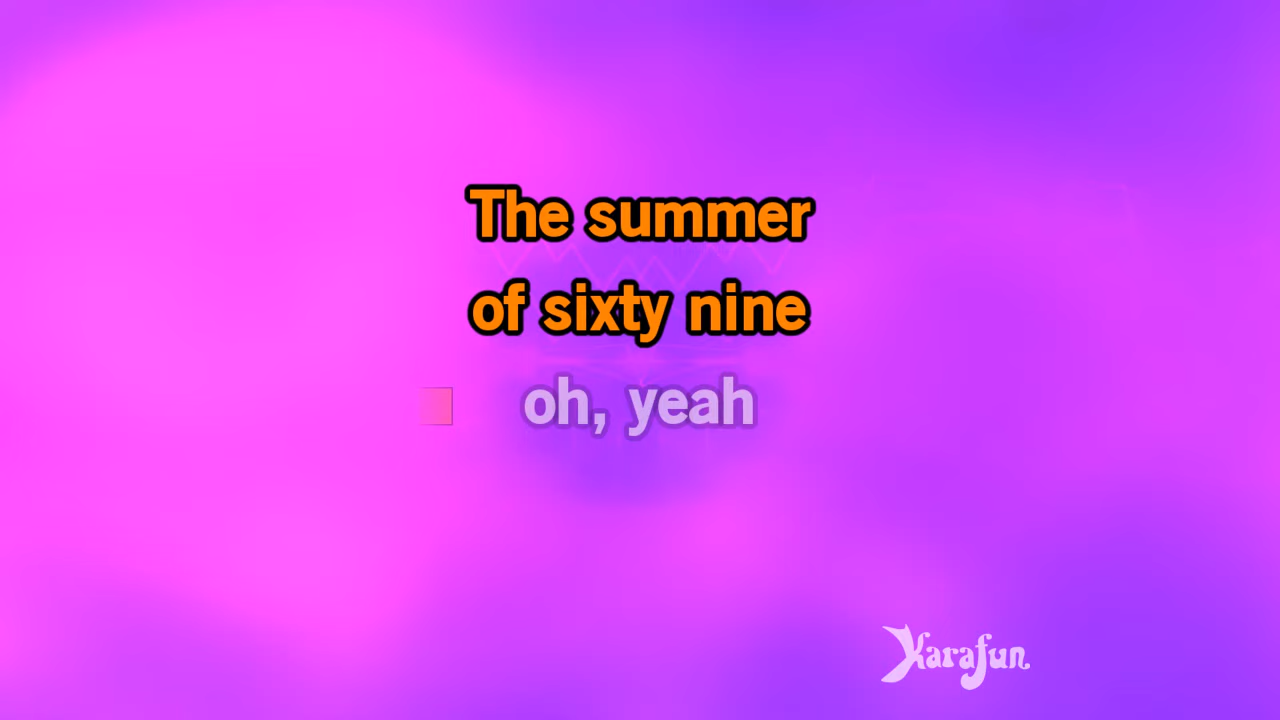 The summer
of sixty nine
oh, yeah
Karafun